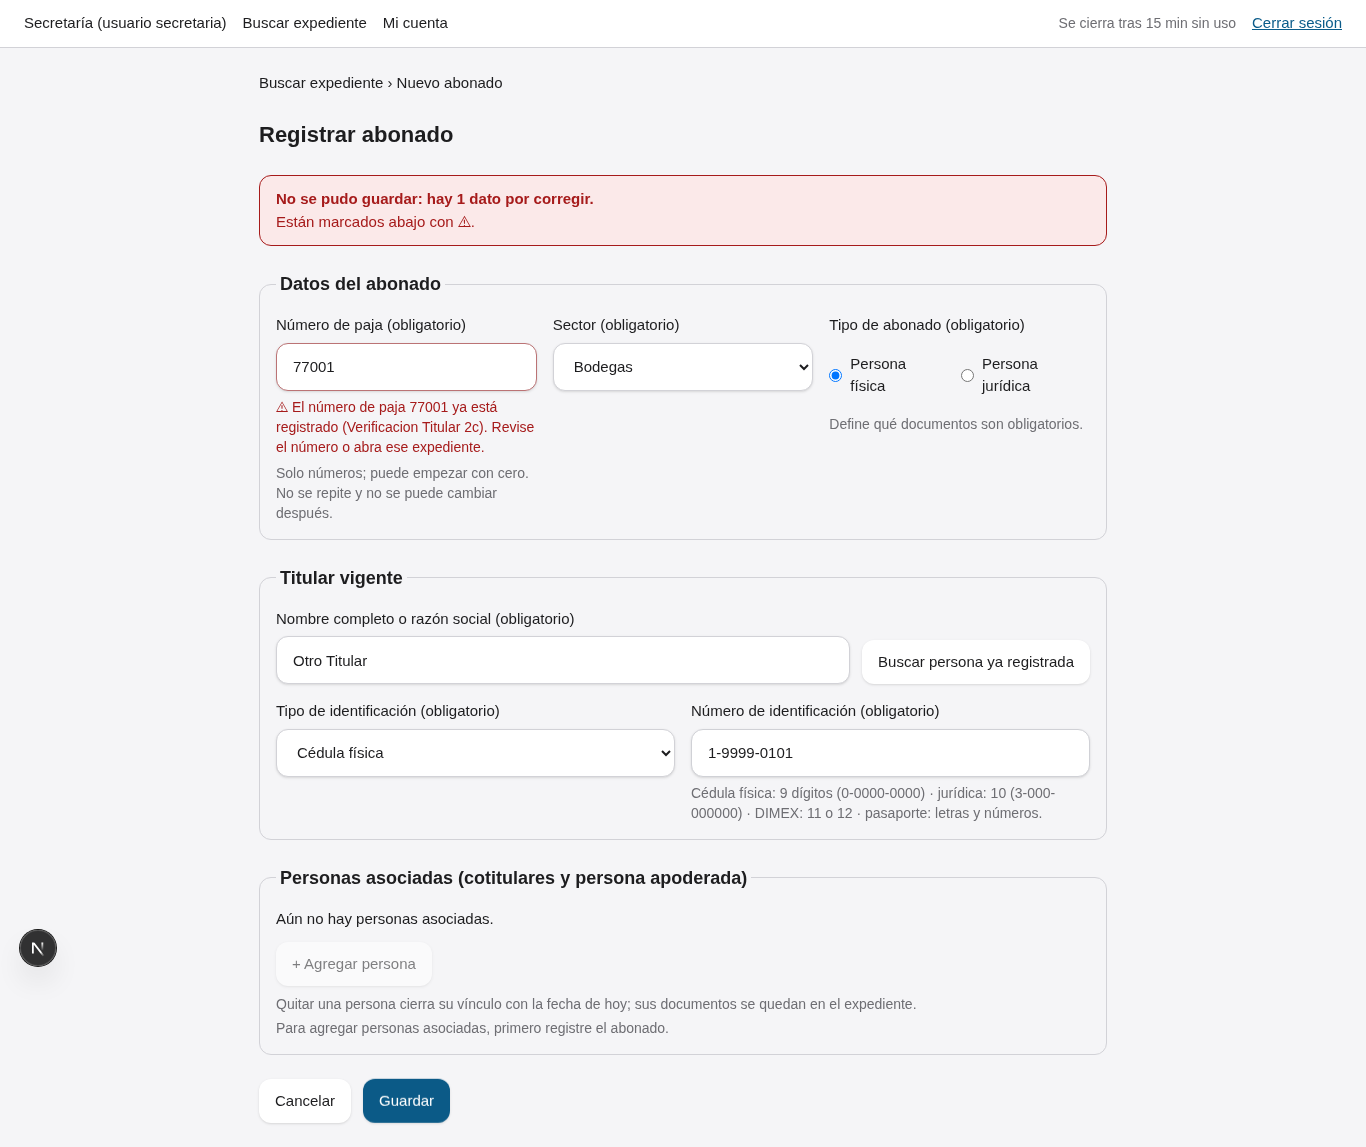 Secretaría (usuario secretaria) Buscar expediente Mi cuenta Se cierra tras 15 min sin uso Cerrar sesión
Buscar expediente › Nuevo abonado
Registrar abonado
No se pudo guardar: hay 1 dato por corregir.
Están marcados abajo con ⚠.
Datos del abonado
Número de paja (obligatorio)
77001
⚠ El número de paja 77001 ya está
registrado (Verificacion Titular 2c). Revise
el número o abra ese expediente.
Solo números; puede empezar con cero.
No se repite y no se puede cambiar
después.
Sector (obligatorio)
Bodegas
Tipo de abonado (obligatorio)
Persona
física
Persona
jurídica
Define qué documentos son obligatorios.
Titular vigente
Nombre completo o razón social (obligatorio)
Otro Titular
Buscar persona ya registrada
Tipo de identificación (obligatorio)
Cédula física
Número de identificación (obligatorio)
1-9999-0101
Cédula física: 9 dígitos (0-0000-0000) · jurídica: 10 (3-000-
000000) · DIMEX: 11 o 12 · pasaporte: letras y números.
Personas asociadas (cotitulares y persona apoderada)
Aún no hay personas asociadas.
+ Agregar persona
Quitar una persona cierra su vínculo con la fecha de hoy; sus documentos se quedan en el expediente.
Para agregar personas asociadas, primero registre el abonado.
N
Cancelar Guardar